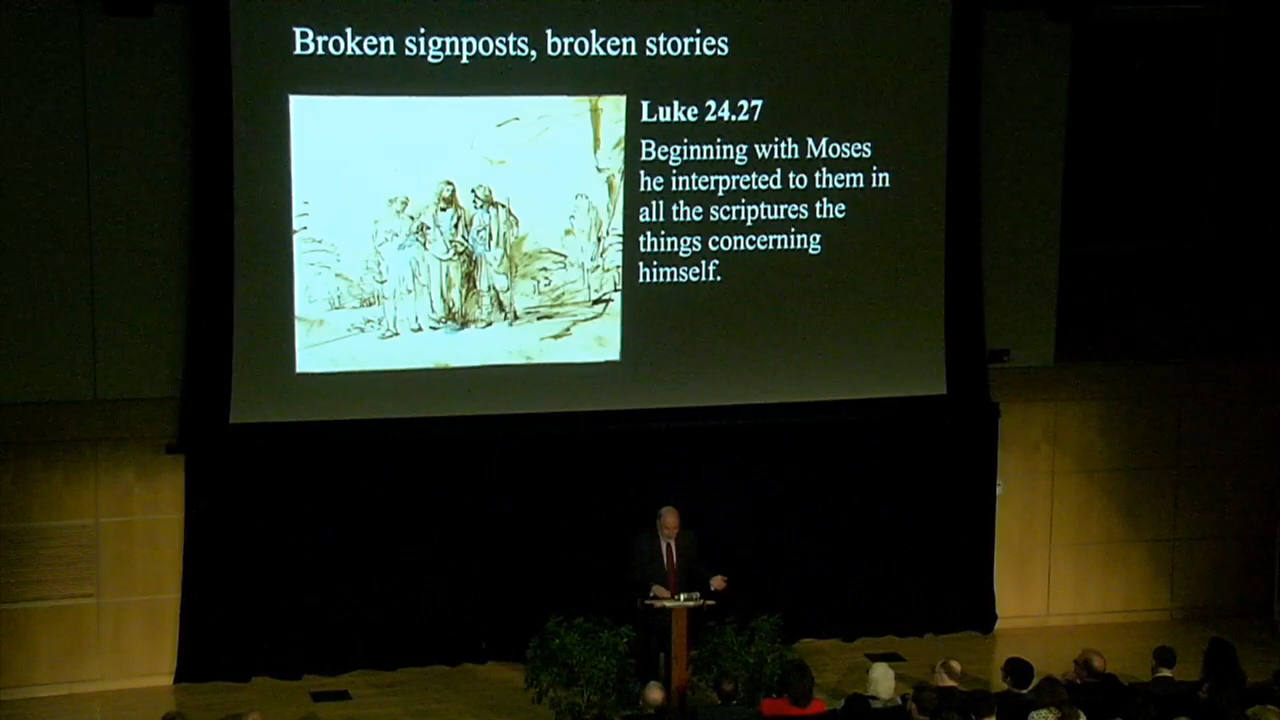 Broken signposts, broken stories
Luke 24.27
Beginning with Moses
he interpreted to them in
all the scriptures the
things concerning
himself.